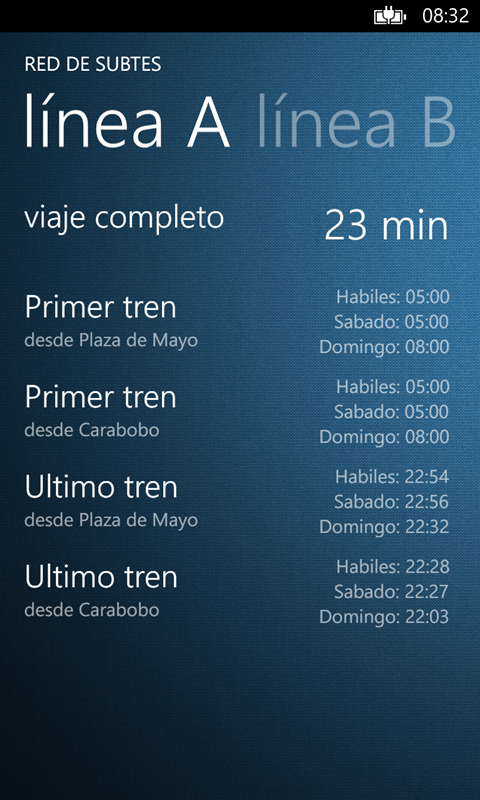 08:32
RED DE SUBTES
línea A línea B
viaje completo 23 min
Primer tren
desde Plaza de Mayo
Habiles: 05:00
Sabado: 05:00
Domingo: 08:00
Primer tren
desde Carabobo
Habiles: 05:00
Sabado: 05:00
Domingo: 08:00
Ultimo tren
desde Plaza de Mayo
Habiles: 22:54
Sabado: 22:56
Domingo: 22:32
Ultimo tren
desde Carabobo
Habiles: 22:28
Sabado: 22:27
Domingo: 22:03